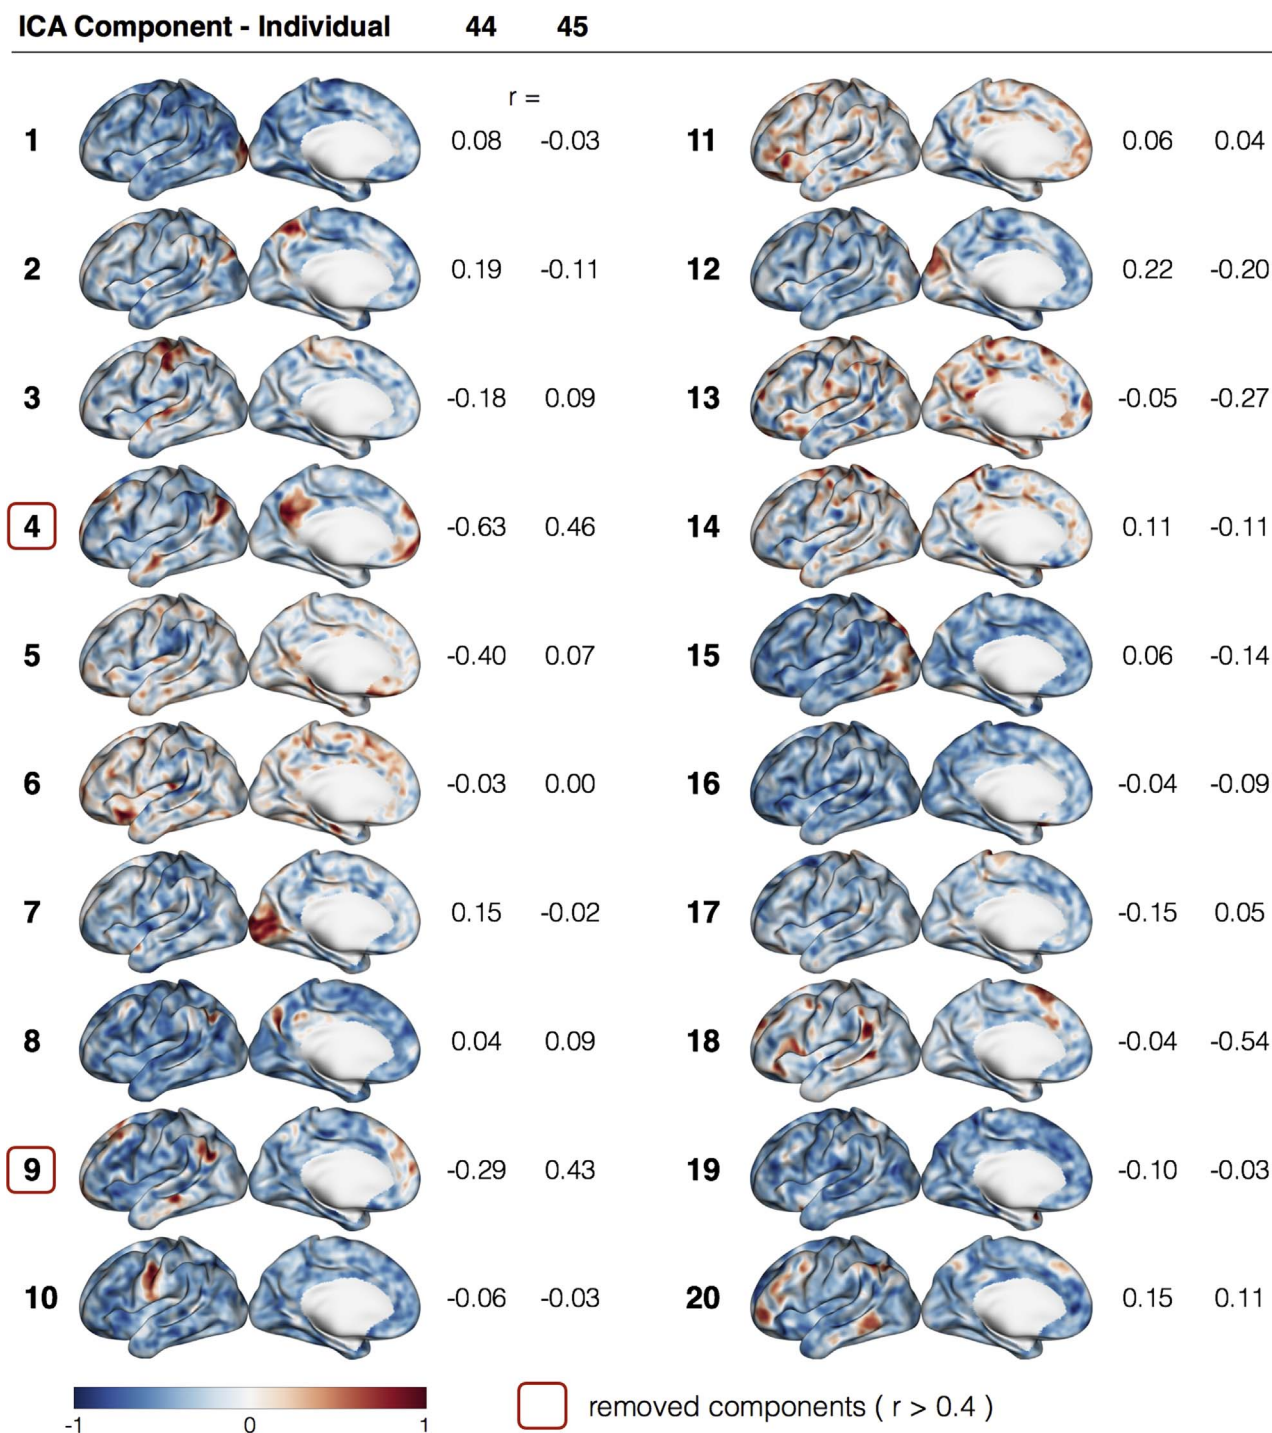 ICA Component - Individual 44 45
r =
1 0.08 -0.03
2 0.19 -0.11
3 -0.18 0.09
4 -0.63 0.46
5 -0.40 0.07
6 -0.03 0.00
7 0.15 -0.02
8 0.04 0.09
9 -0.29 0.43
10 -0.06 -0.03
11 0.06 0.04
12 0.22 -0.20
13 -0.05 -0.27
14 0.11 -0.11
15 0.06 -0.14
16 -0.04 -0.09
17 -0.15 0.05
18 -0.04 -0.54
19 -0.10 -0.03
20 0.15 0.11
-1 0 1
removed components ( r > 0.4 )